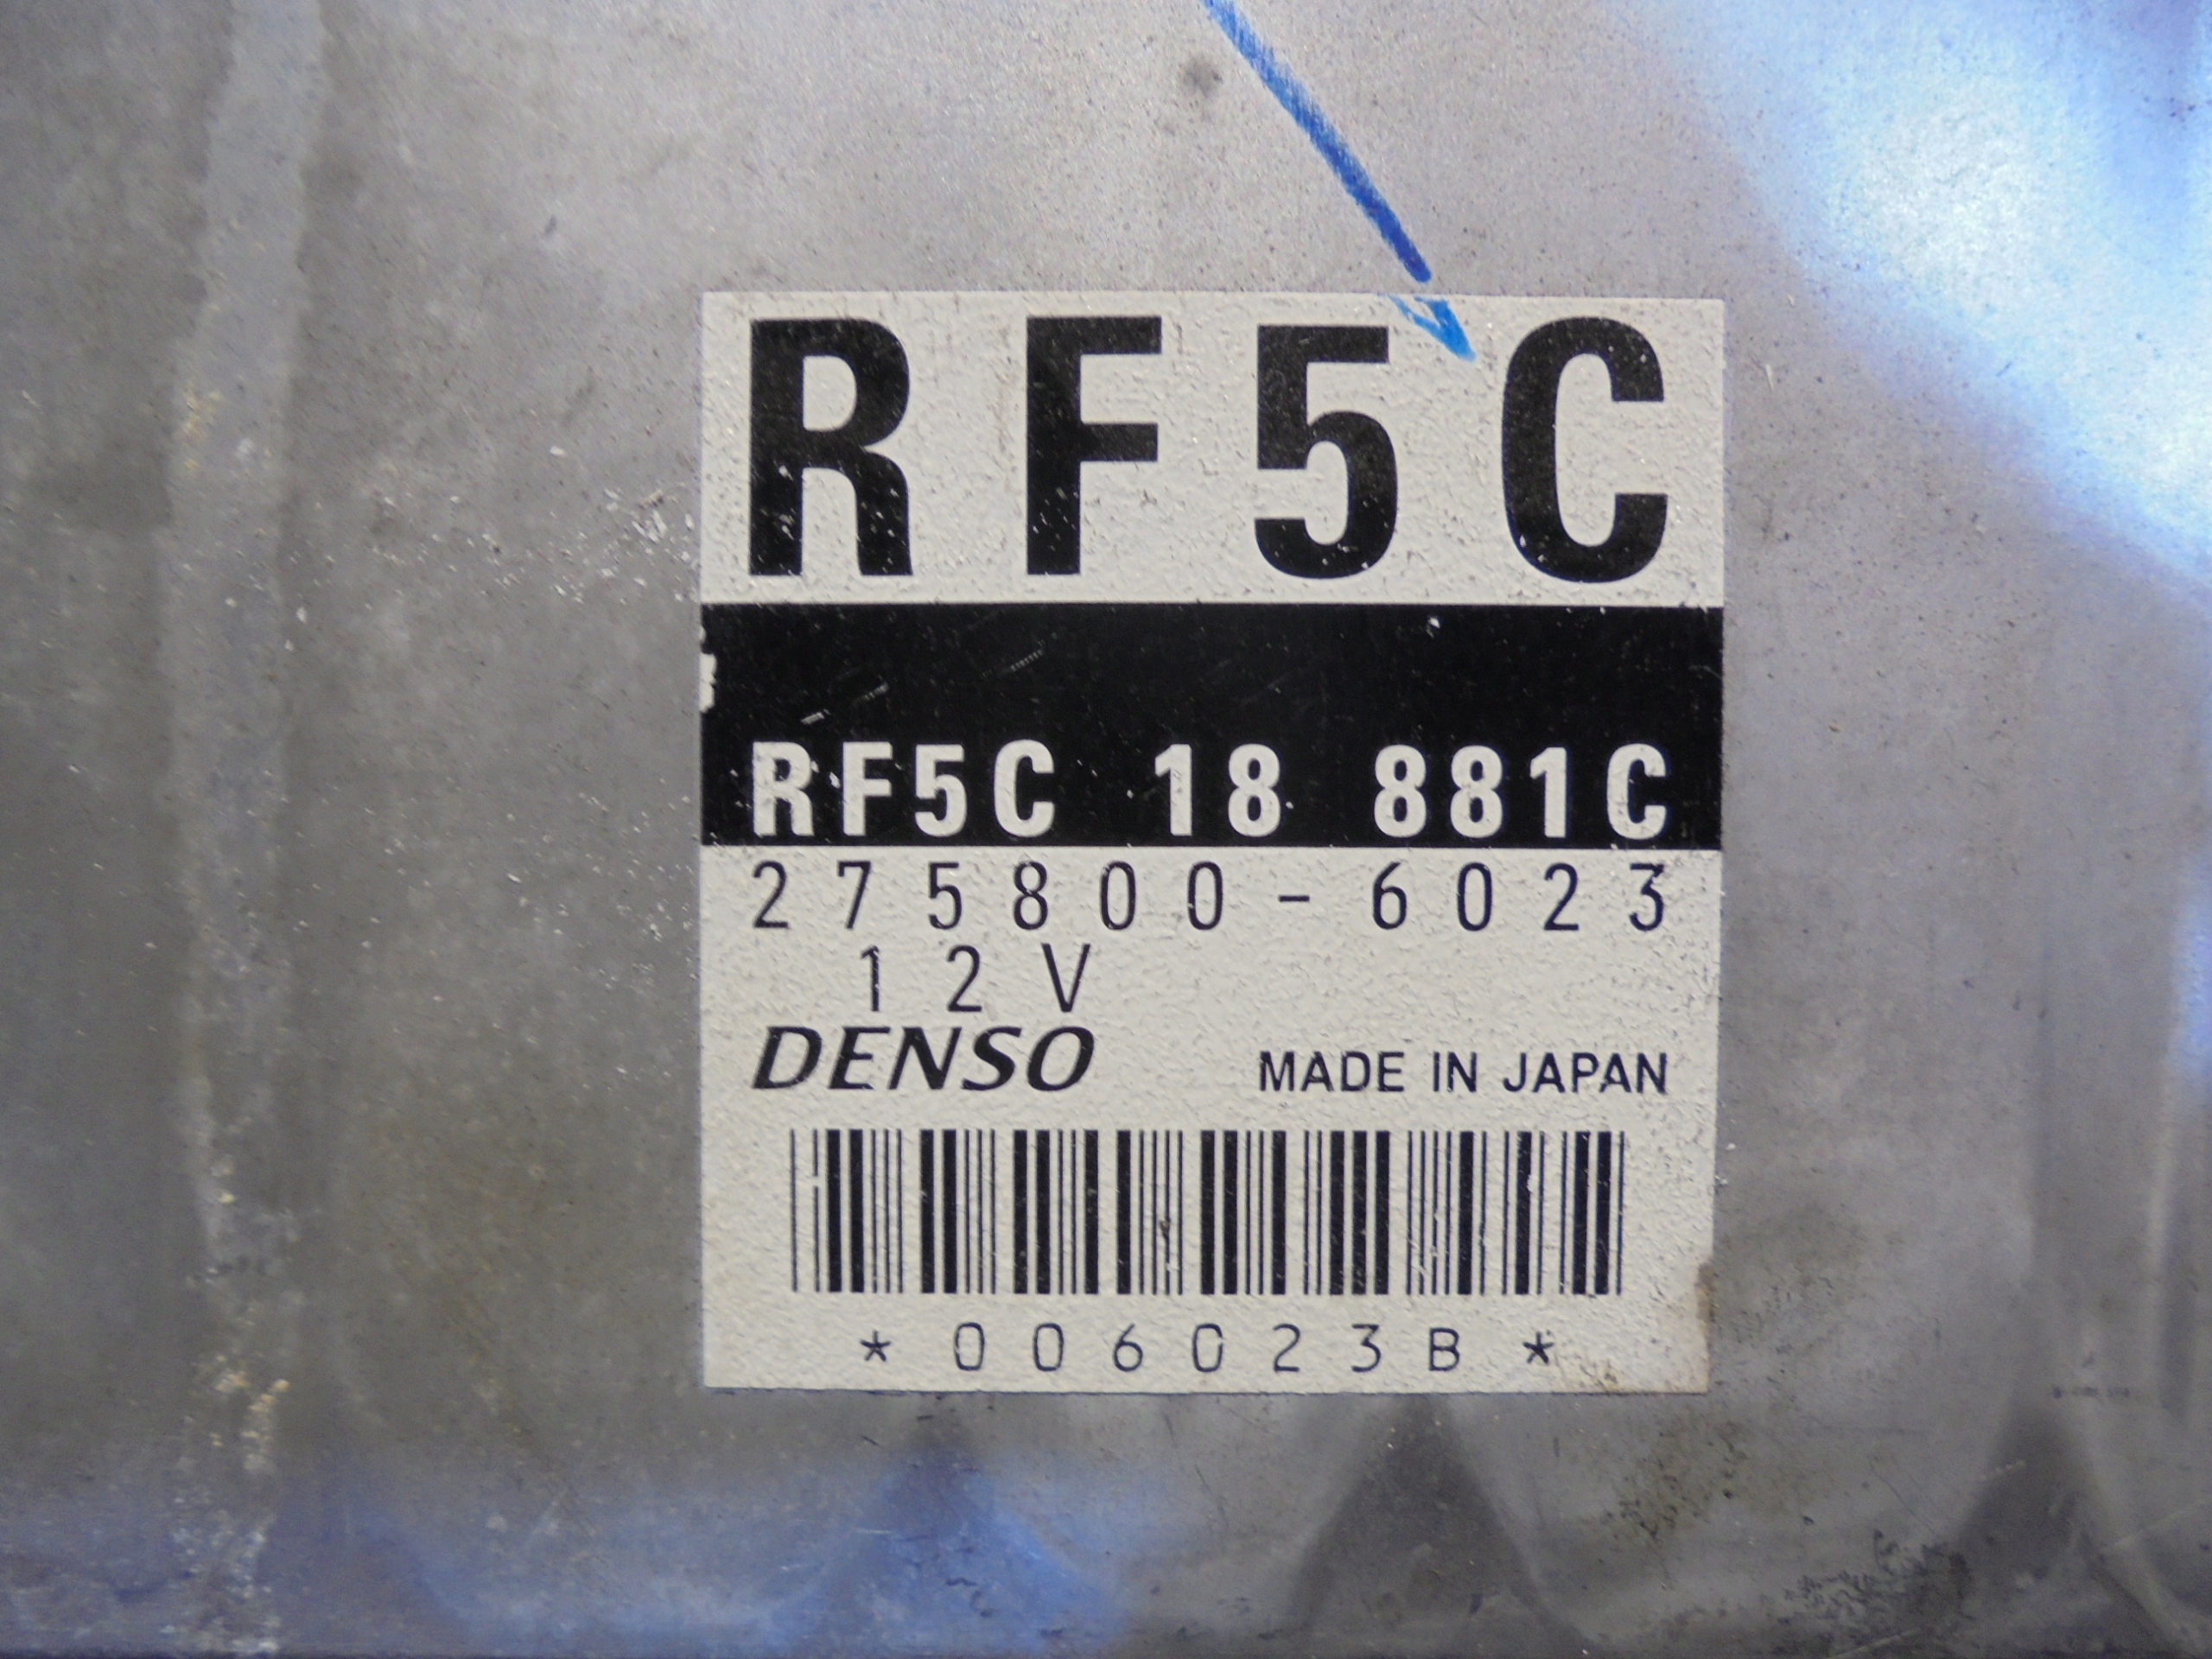 RF5C
RF5C 18 881C
275800-6023
12V
DENSO MADE IN JAPAN
*006023B*